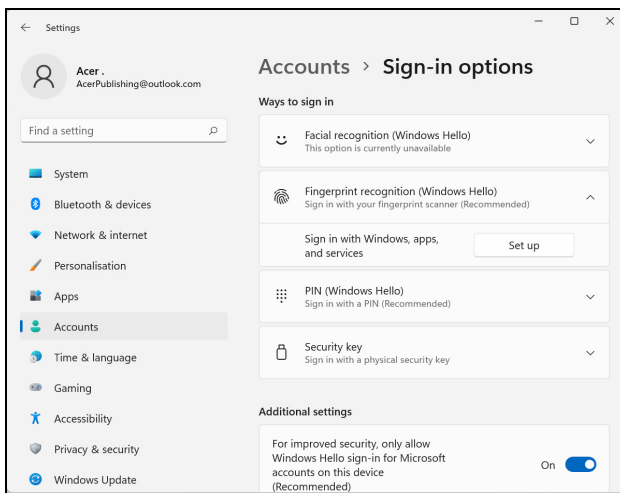 Settings
Acer .
AcerPublishing@outlook.com
Find a setting
System
Bluetooth & devices
Network & internet
Personalisation
Apps
Accounts
Time & language
Gaming
Accessibility
Privacy & security
Windows Update
Accounts > Sign-in options
Ways to sign in
Facial recognition (Windows Hello)
This option is currently unavailable
Fingerprint recognition (Windows Hello)
Sign in with your fingerprint scanner (Recommended)
Sign in with Windows, apps,
and services
Set up
PIN (Windows Hello)
Sign in with a PIN (Recommended)
Security key
Sign in with a physical security key
Additional settings
For improved security, only allow
Windows Hello sign-in for Microsoft
accounts on this device
(Recommended)
On